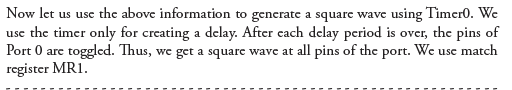 Now let us use the above information to generate a square wave using Timer0. We
use the timer only for creating a delay. After each delay period is over, the pins of
Port 0 are toggled. Thus, we get a square wave at all pins of the port. We use match
register MR1.